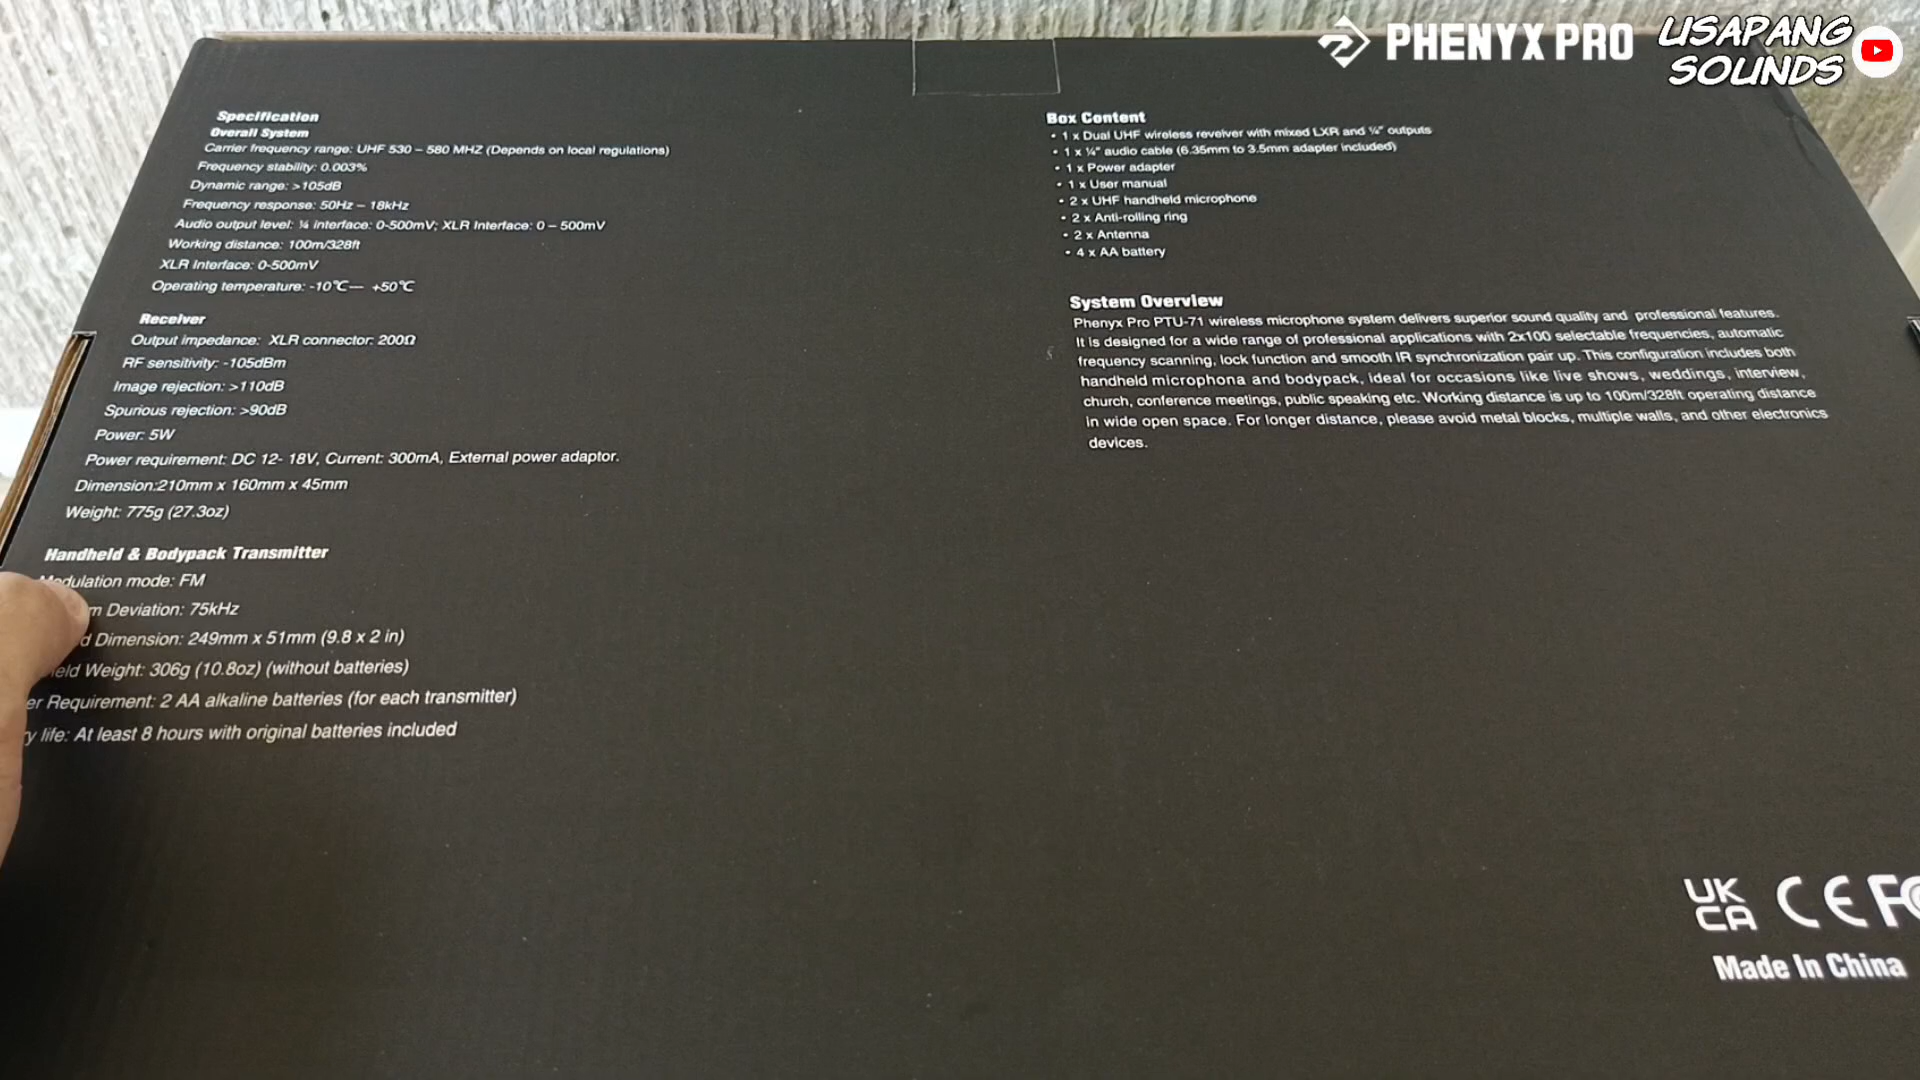 PHENYX PRO
USAPANG
SOUNDS
Specification
Overall System
Carrier frequency range: UHF 530 – 580 MHZ (Depends on local regulations)
Frequency stability: 0.003%
Dynamic range: >105dB
Frequency response: 50Hz – 18kHz
Audio output level: ¼ interface: 0-500mV; XLR Interface: 0 – 500mV
Working distance: 100m/328ft
XLR Interface: 0-500mV
Operating temperature: -10℃— +50℃
Receiver
Output impedance: XLR connector: 200Ω
RF sensitivity: -105dBm
Image rejection: >110dB
Spurious rejection: >90dB
Power: 5W
Power requirement: DC 12- 18V, Current: 300mA, External power adaptor.
Dimension:210mm x 160mm x 45mm
Weight: 775g (27.3oz)
Handheld & Bodypack Transmitter
Modulation mode: FM
Deviation: 75kHz
Dimension: 249mm x 51mm (9.8 x 2 in)
Weight: 306g (10.8oz) (without batteries)
Requirement: 2 AA alkaline batteries (for each transmitter)
life: At least 8 hours with original batteries included
Box Content
• 1 x Dual UHF wireless reveiver with mixed LXR and ¼" outputs
• 1 x ¼" audio cable (6.35mm to 3.5mm adapter included)
• 1 x Power adapter
• 1 x User manual
• 2 x UHF handheld microphone
• 2 x Anti-rolling ring
• 2 x Antenna
• 4 x AA battery
System Overview
Phenyx Pro PTU-71 wireless microphone system delivers superior sound quality and professional features.
It is designed for a wide range of professional applications with 2x100 selectable frequencies, automatic
frequency scanning, lock function and smooth IR synchronization pair up. This configuration includes both
handheld microphona and bodypack, ideal for occasions like live shows, weddings, interview,
church, conference meetings, public speaking etc. Working distance is up to 100m/328ft operating distance
in wide open space. For longer distance, please avoid metal blocks, multiple walls, and other electronics
devices.
UK
CA
CE
Made In China